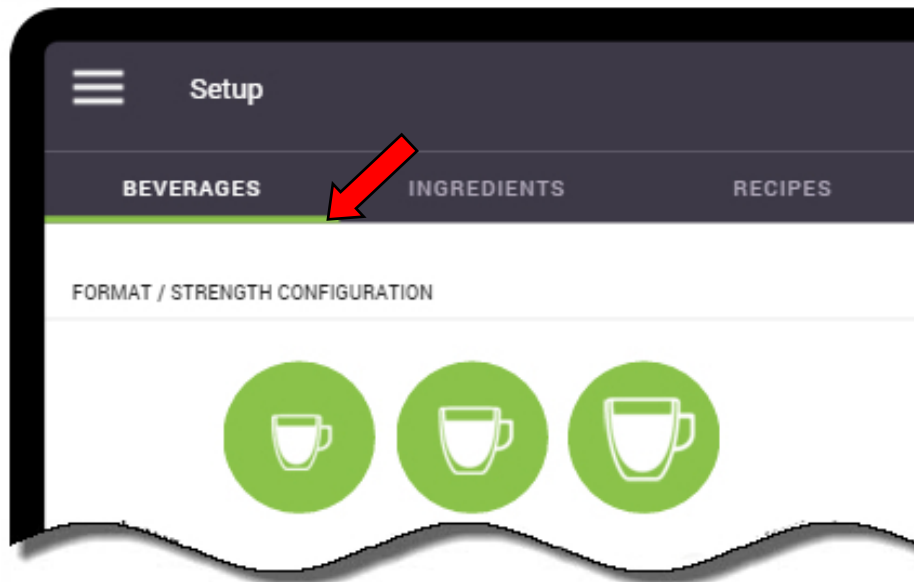 Setup
BEVERAGES INGREDIENTS RECIPES
FORMAT / STRENGTH CONFIGURATION